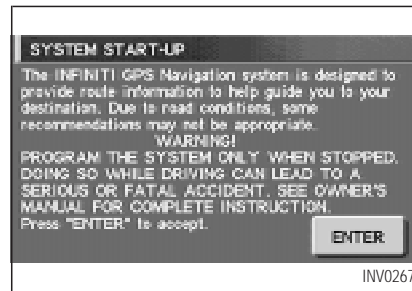 SYSTEM START-UP
The INFINITI GPS Navigation system is designed to
provide route information to help guide you to your
destination. Due to road conditions, some
recommendations may not be appropriate.
WARNING!
PROGRAM THE SYSTEM ONLY WHEN STOPPED.
DOING SO WHILE DRIVING CAN LEAD TO A
SERIOUS OR FATAL ACCIDENT. SEE OWNER'S
MANUAL FOR COMPLETE INSTRUCTION.
Press "ENTER" to accept.
ENTER
INV0267